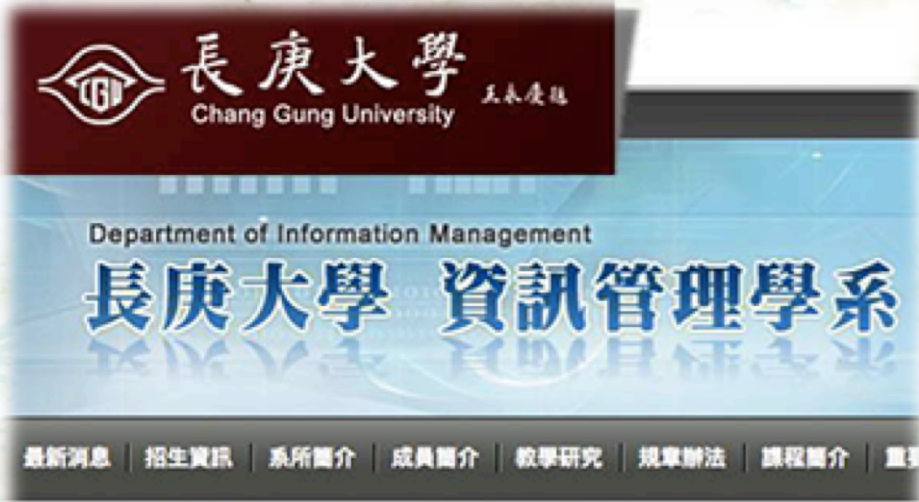 CGU
長庚大學
Chang Gung University
王永慶題
Department of Information Management
長庚大學 資訊管理學系
最新消息 招生資訊 系所簡介 成員簡介 教學研究 規章辦法 課程簡介 重